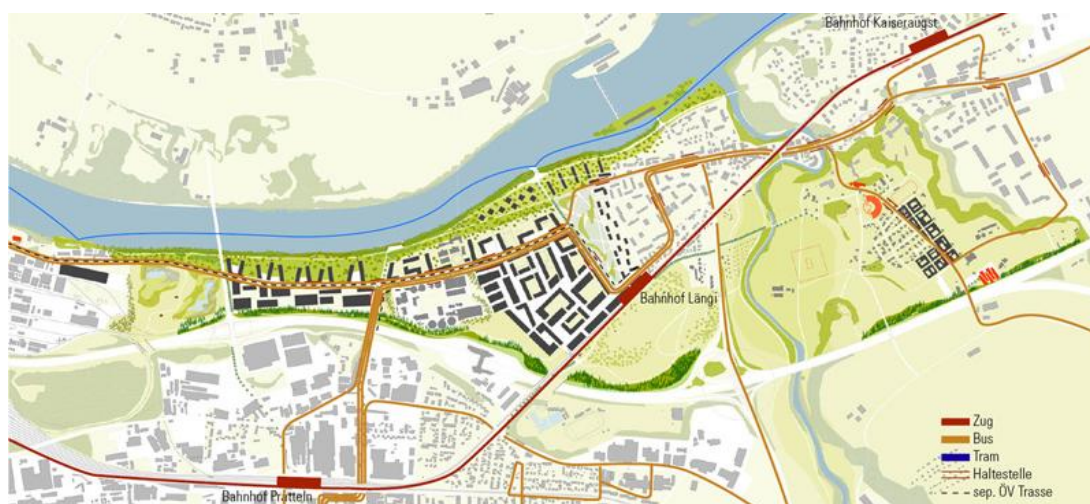 Bahnhof Kaiseraugst
Bahnhof Längi
Bahnhof Pratteln
Zug
Bus
Tram
Haltestelle
sep. ÖV Trasse